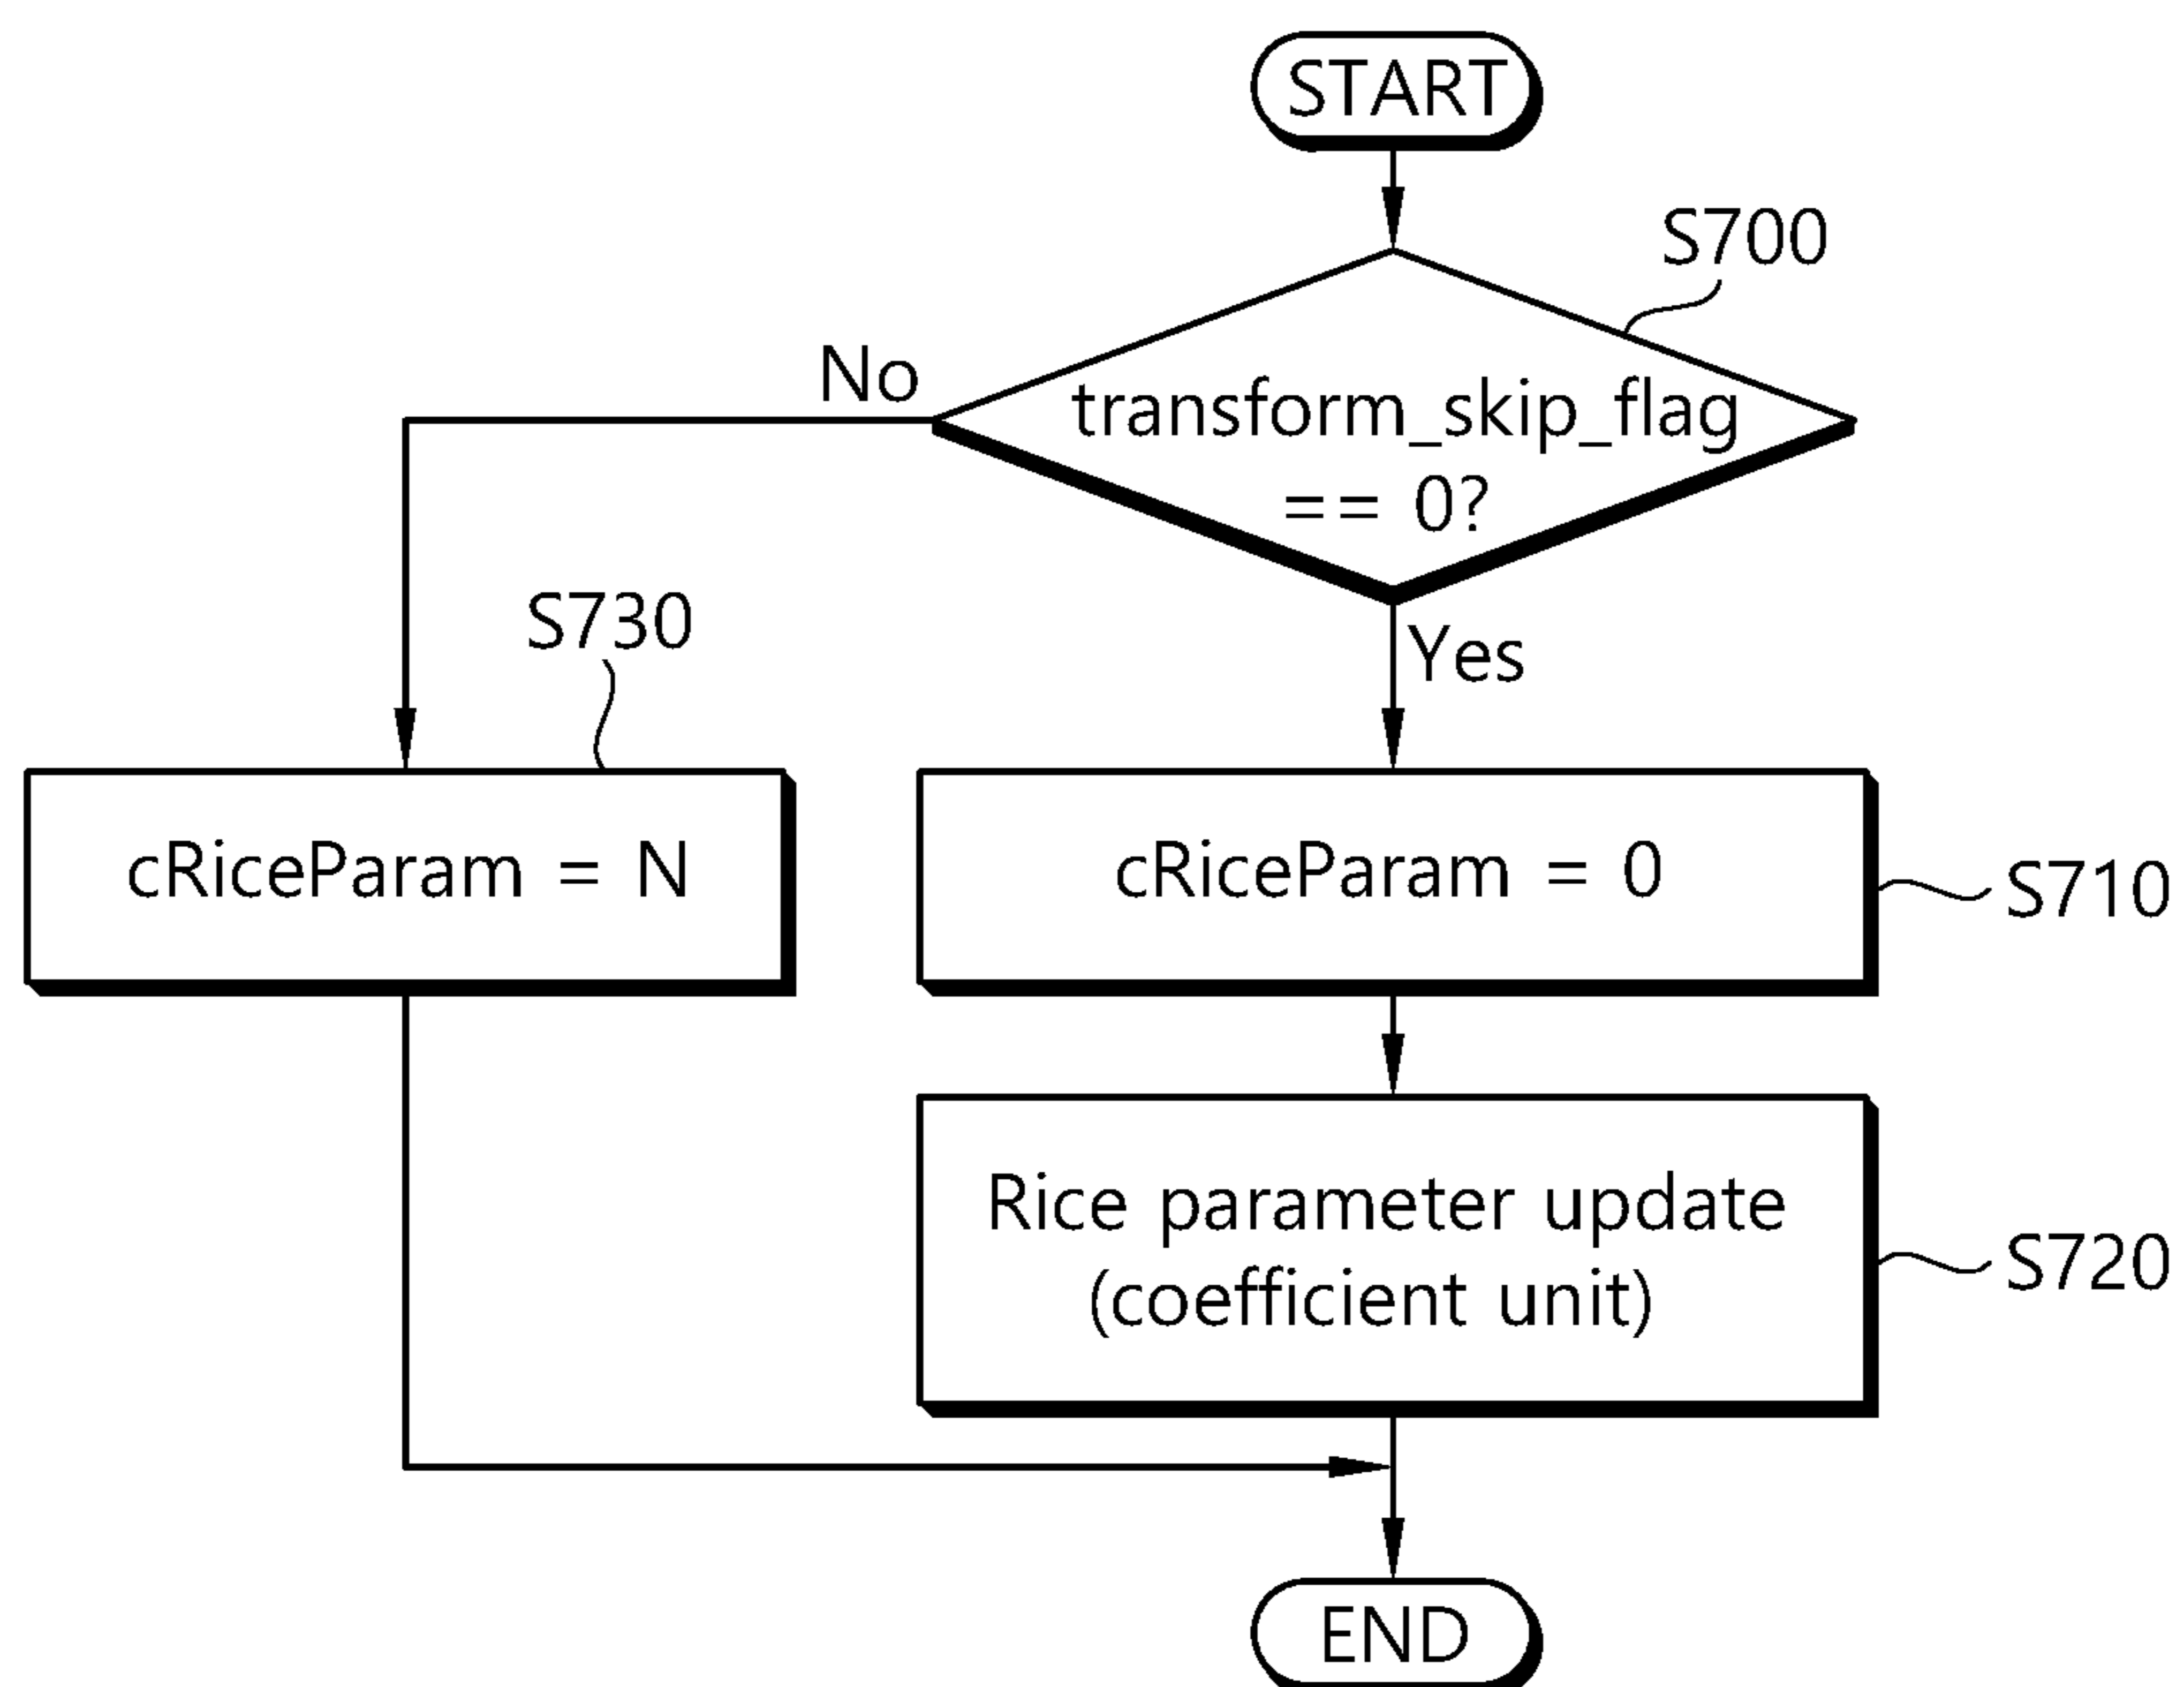 START
S700
No
transform_skip_flag
== 0?
S730
Yes
cRiceParam = N
cRiceParam = 0
S710
Rice parameter update
(coefficient unit)
S720
END